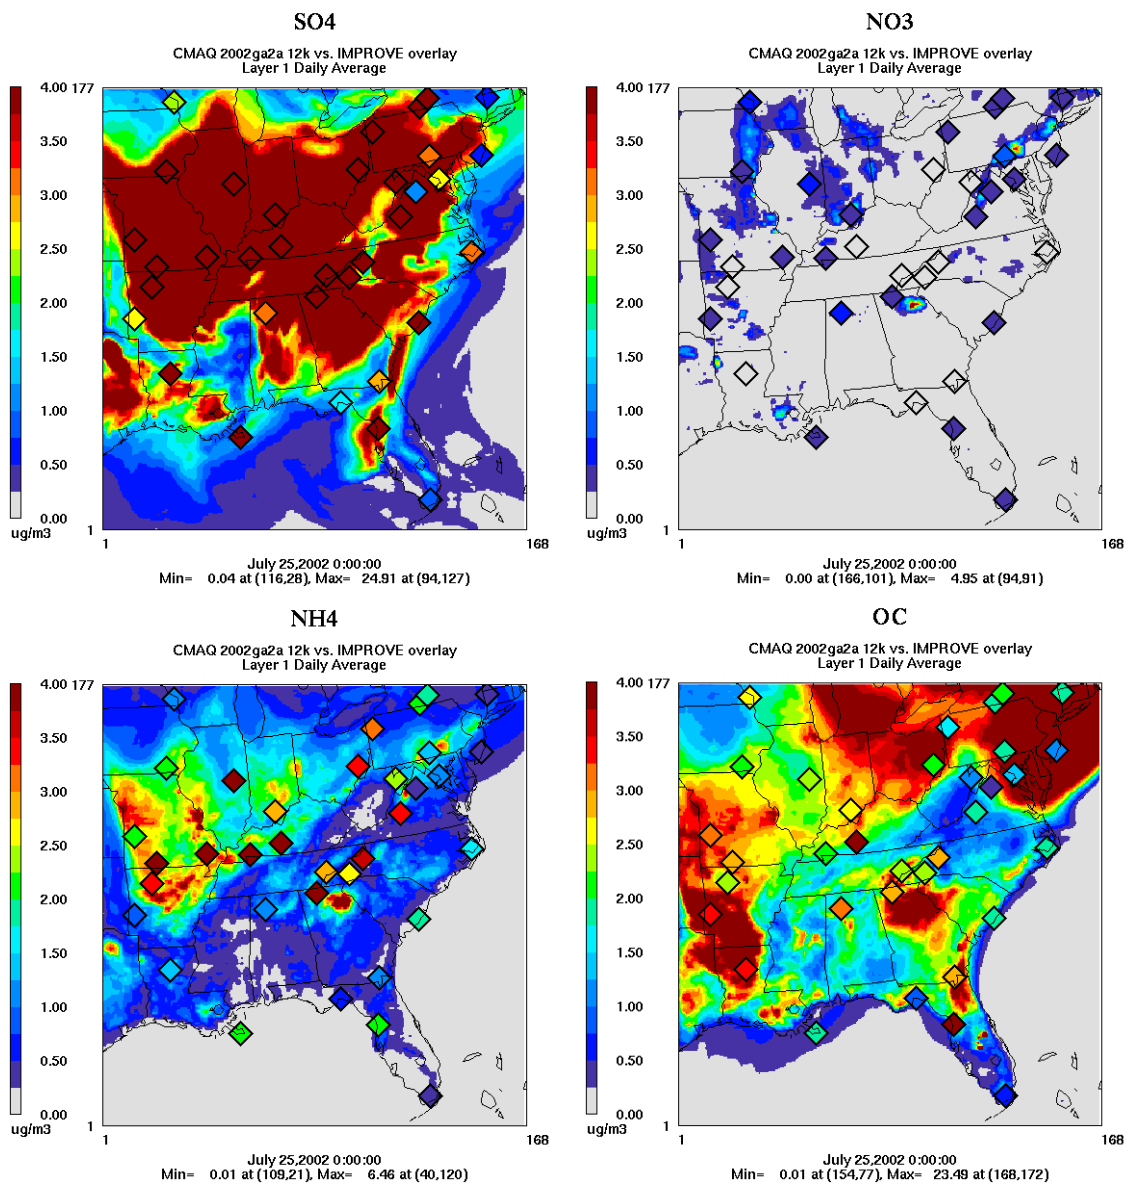 SO4
CMAQ 2002ga2a 12k vs. IMPROVE overlay
Layer 1 Daily Average
4.00 177
3.50
3.00
2.50
2.00
1.50
1.00
0.50
0.00
ug/m3
1
1
168
July 25,2002 0:00:00
Min= 0.04 at (116,28), Max= 24.91 at (94,127)
NO3
CMAQ 2002ga2a 12k vs. IMPROVE overlay
Layer 1 Daily Average
4.00 177
3.50
3.00
2.50
2.00
1.50
1.00
0.50
0.00
ug/m3
1
1
168
July 25,2002 0:00:00
Min= 0.00 at (166,101), Max= 4.95 at (94,91)
NH4
CMAQ 2002ga2a 12k vs. IMPROVE overlay
Layer 1 Daily Average
4.00 177
3.50
3.00
2.50
2.00
1.50
1.00
0.50
0.00
ug/m3
1
1
168
July 25,2002 0:00:00
Min= 0.01 at (109,21), Max= 6.46 at (40,120)
OC
CMAQ 2002ga2a 12k vs. IMPROVE overlay
Layer 1 Daily Average
4.00 177
3.50
3.00
2.50
2.00
1.50
1.00
0.50
0.00
ug/m3
1
1
168
July 25,2002 0:00:00
Min= 0.01 at (154,77), Max= 23.49 at (168,172)